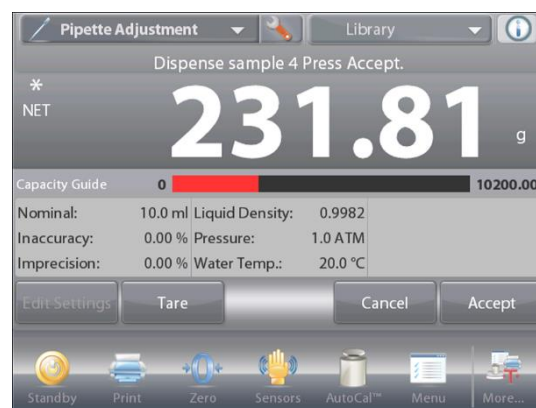 Pipette Adjustment Library
Dispense sample 4 Press Accept.
*
NET
231.81 g
Capacity Guide 0 10200.00
Nominal: 10.0 ml Liquid Density: 0.9982
Inaccuracy: 0.00 % Pressure: 1.0 ATM
Imprecision: 0.00 % Water Temp.: 20.0 °C
Edit Settings Tare Cancel Accept
Standby Print Zero Sensors AutoCal™ Menu More...